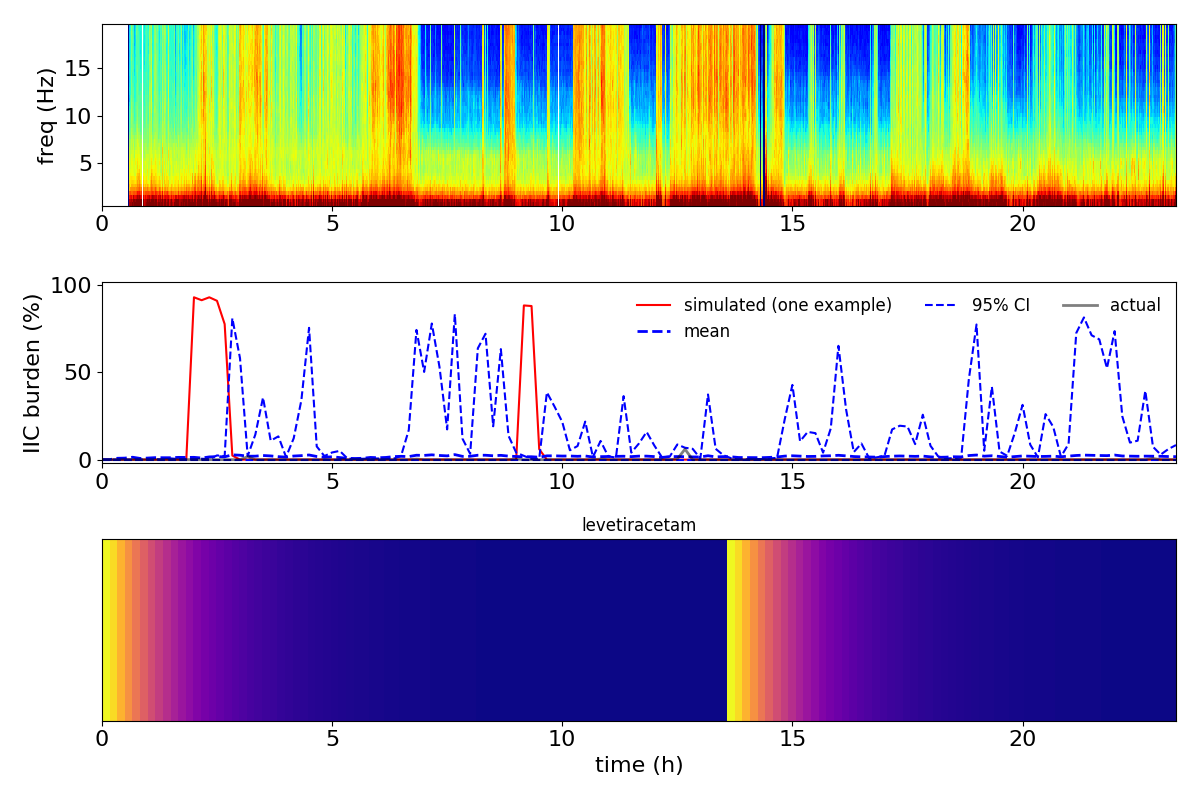 freq (Hz)
15
10
5
0 5 10 15 20
IIC burden (%)
100
50
0
simulated (one example)
mean
95% CI
actual
0 5 10 15 20
levetiracetam
0 5 10 15 20
time (h)